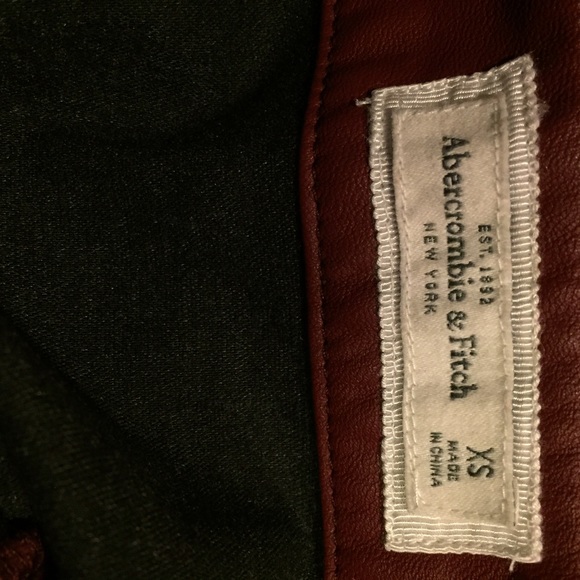 EST. 1892
Abercrombie & Fitch
NEW YORK
XS
MADE
IN CHINA